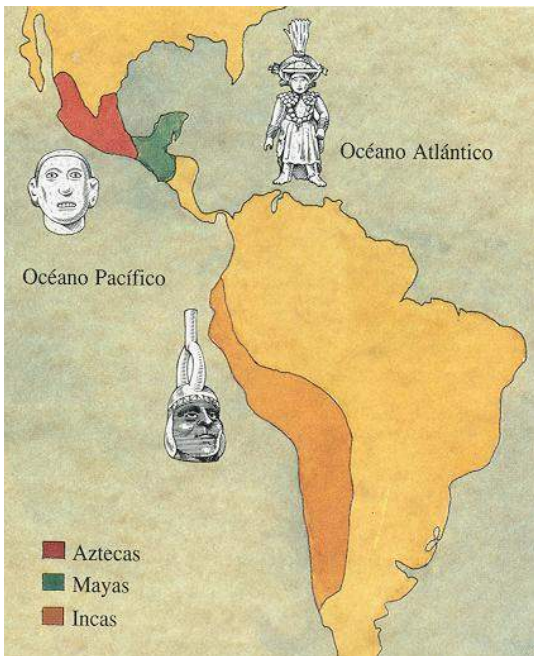 Océano Atlántico
Océano Pacífico
Aztecas
Mayas
Incas